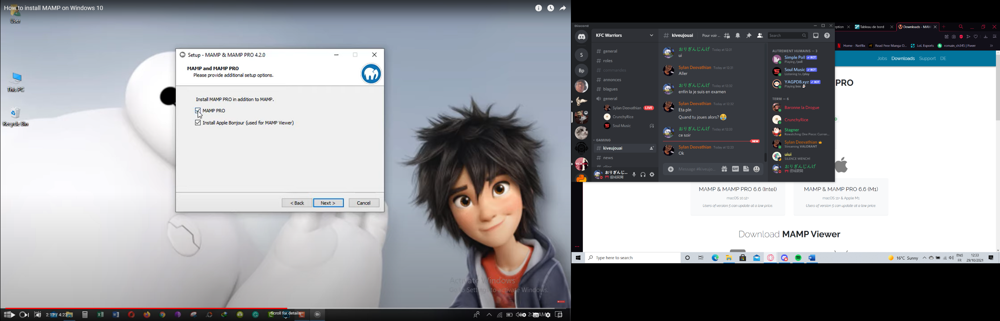 How to install MAMP on Windows 10
User
This PC
Recycle Bin
Setup - MAMP & MAMP PRO 4.2.0
MAMP and MAMP PRO
Please provide additional setup options.
Install MAMP PRO in addition to MAMP.
MAMP PRO
Install Apple Bonjour (used for MAMP Viewer)
< Back
Next >
Cancel
Activate Windows
Go to Settings to activate Windows.
2:12 / 4:23
Scroll for details
Discord
KFC Warriors
general
roles
commandes
annonces
blagues
general
Sylan Deevathian LIVE
CrunchyRice
Soul Music
GAMING
kiveujouai
news
おりぎんじ...
領域展開
kiveujouai
Pour voir ...
Search
おりぎんじんげ Today at 12:31
ui
Sylan Deevathian Today at 12:31
Aller
おりぎんじんげ Today at 12:32
enfin la je suis en examen
Sylan Deevathian Today at 12:32
Eta pln
Quand tu joues alors? 😂
おりぎんじんげ Today at 12:33
ce soir
NEW
Sylan Deevathian Today at 12:33
Ok
Message #kiveujo...
GIF
AUTREMENT HUMAINS — 3
Simple Poll ✓ BOT
Playing /poll
Soul Music ✓ BOT
Listening to /play
YAGPDB.xyz ✓ BOT
Playing boo 👻
TERM — 6
Baronne la Drogue
CrunchyRice
Stagner
Rewatching One Piece: Curren...
Sylan Deevathian
Streaming VALORANT
uiui
SILENCE WENCH!
おりぎんじんげ
領域展開
S
Bp
ption
Tableau de bord
Downloads - MAM
Home - Netflix
Read Free Manga O...
LoL Esports
romain_ch345 | Fiverr
Jobs
Downloads
Support
DE
PRO
MAMP & MAMP PRO 6.6 (Intel)
macOS 10.12+
Users of version 5 can update at a low price.
MAMP & MAMP PRO 6.6 (M1)
macOS 11+ & Apple M1
Users of version 5 can update at a low price.
Download MAMP Viewer
Type here to search
16°C Sunny
ENG
FR
12:33
29/10/2021